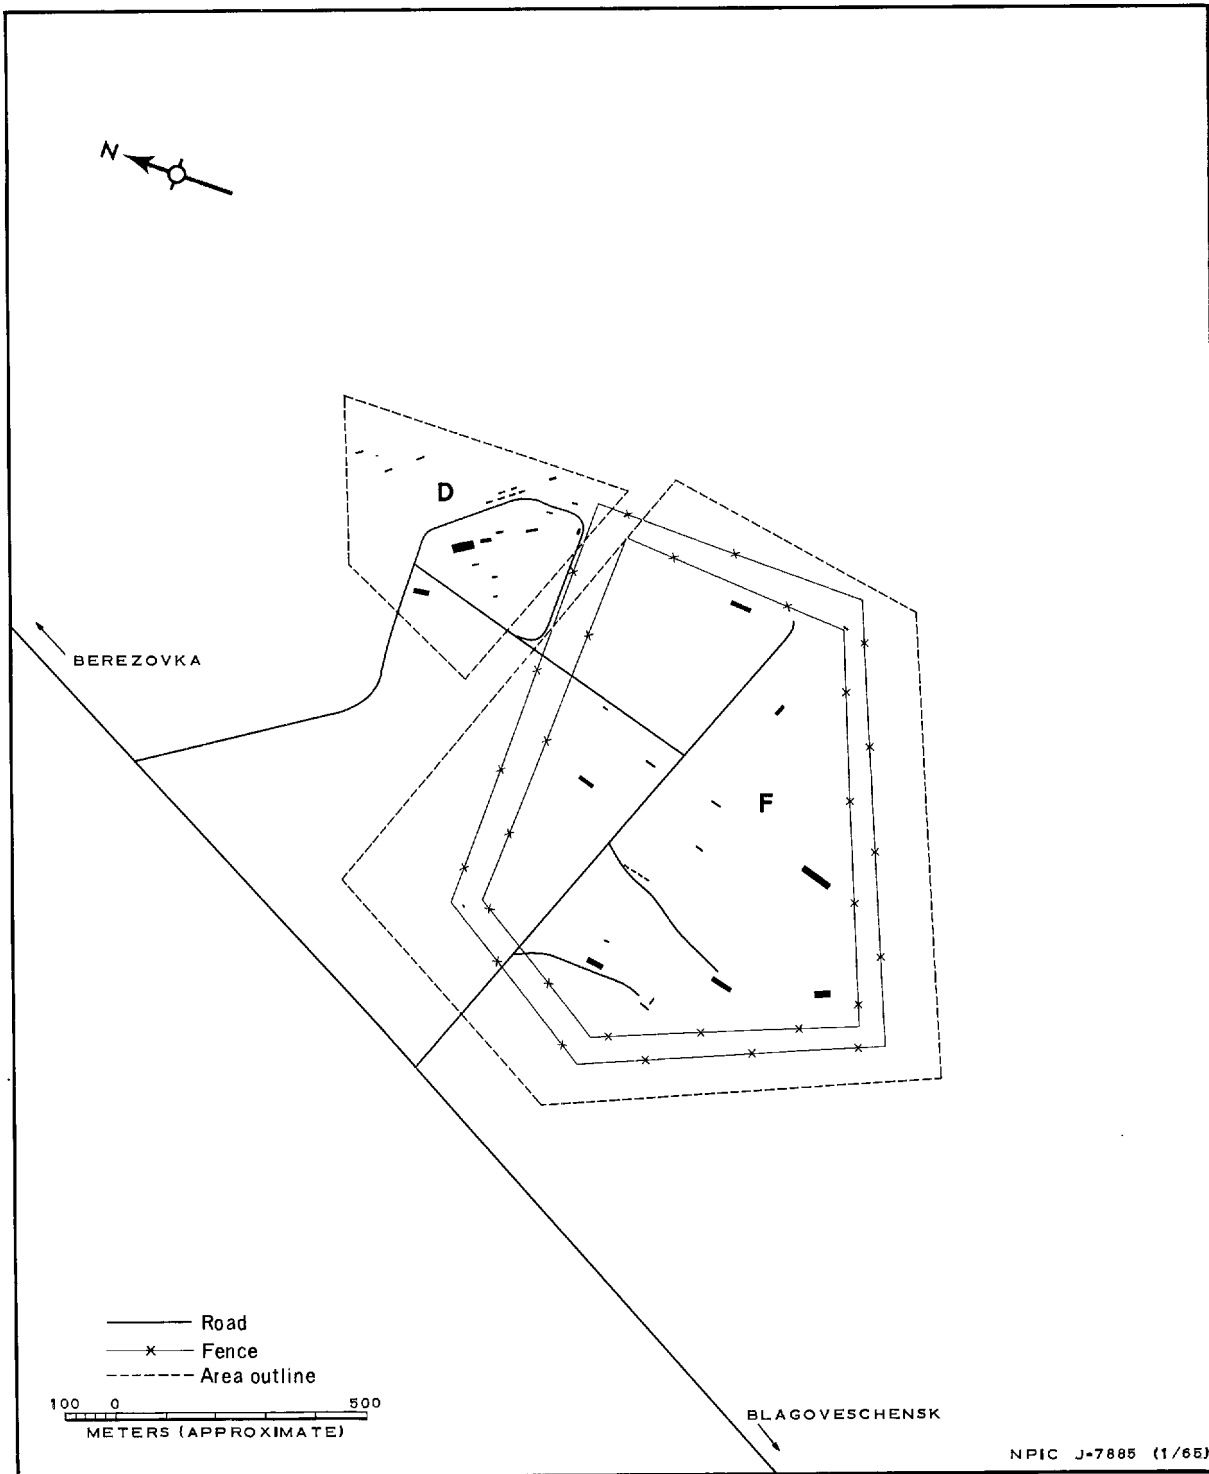 N
D
BEREZOVKA
F
Road
Fence
Area outline
100 0 500
METERS (APPROXIMATE)
BLAGOVESCHENSK
NPIC J-7885 (1/65)